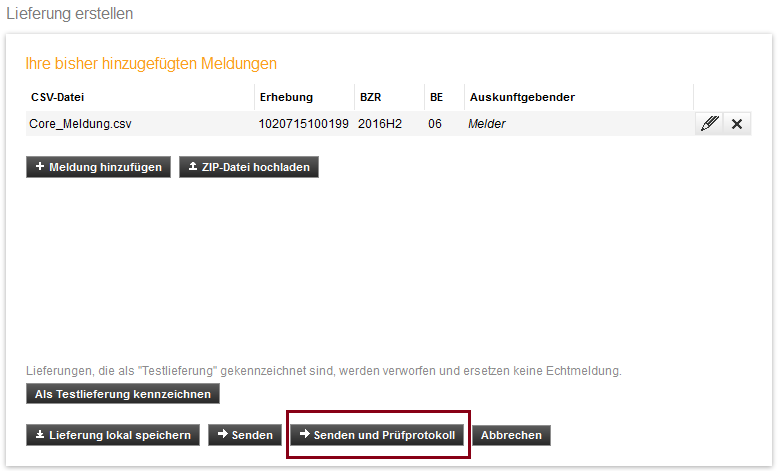 Lieferung erstellen
Ihre bisher hinzugefügten Meldungen
CSV-Datei Erhebung BZR BE Auskunftgebender
Core_Meldung.csv 1020715100199 2016H2 06 Melder
Meldung hinzufügen ZIP-Datei hochladen
Lieferungen, die als "Testlieferung" gekennzeichnet sind, werden verworfen und ersetzen keine Echtmeldung.
Als Testlieferung kennzeichnen
Lieferung lokal speichern Senden Senden und Prüfprotokoll Abbrechen